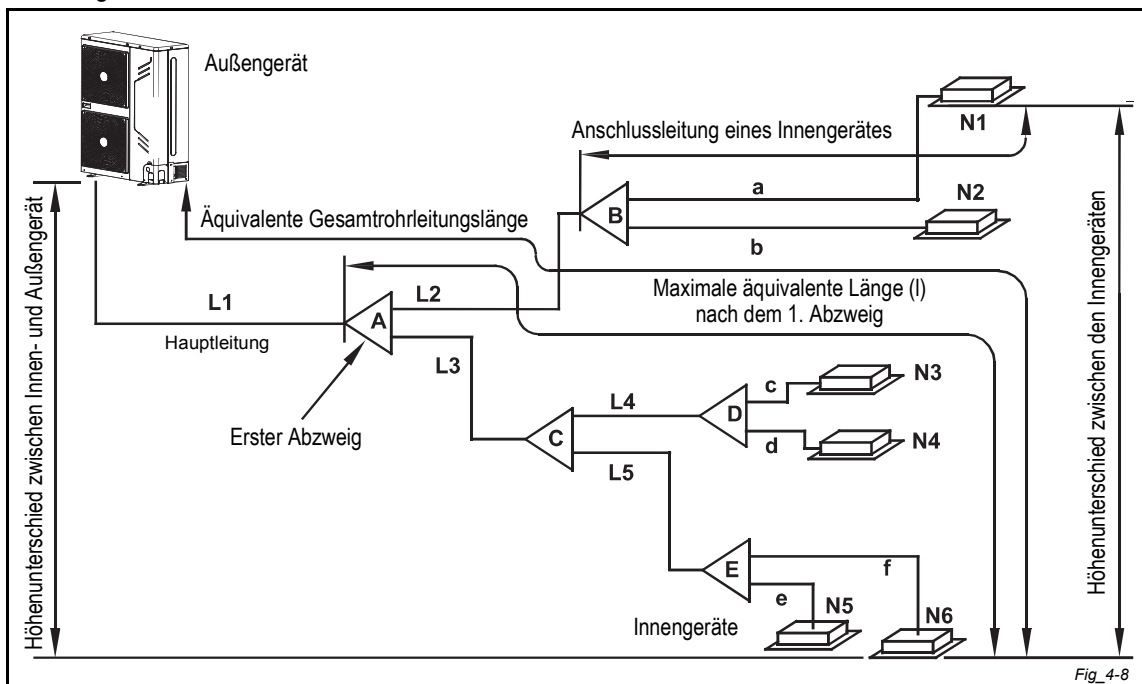 Außengerät
N1
Anschlussleitung eines Innengerätes
a
N2
B
b
Äquivalente Gesamtrohrleitungslänge
Höhenunterschied zwischen Innen- und Außengerät
Höhenunterschied zwischen den Innengeräten
L1
L2
Maximale äquivalente Länge (l)
nach dem 1. Abzweig
A
Hauptleitung
L3
N3
c
L4
D
Erster Abzweig
C
d
N4
L5
E
f
e
N5
N6
Innengeräte
Fig_4-8